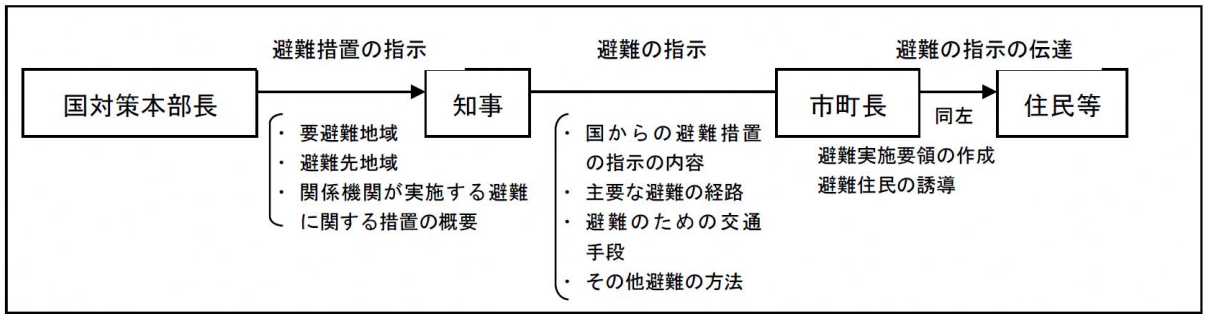 避難措置の指示
避難の指示
避難の指示の伝達
国対策本部長
知事
市町長
住民等
同左
・ 要避難地域
・ 避難先地域
・ 関係機関が実施する避難
に関する措置の概要
・ 国からの避難措置
の指示の内容
・ 主要な避難の経路
・ 避難のための交通
手段
・ その他避難の方法
避難実施要領の作成
避難住民の誘導